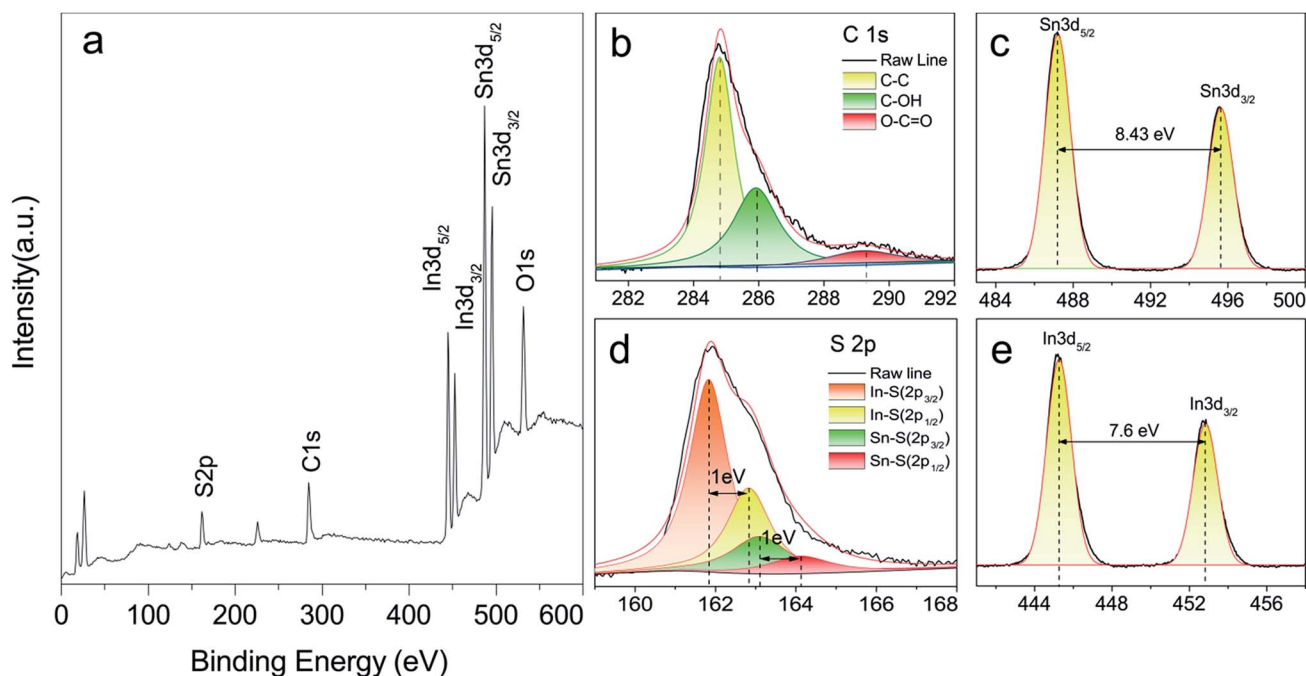 a
Intensity(a.u.)
S2p
C1s
In3d5/2
In3d3/2
Sn3d5/2
Sn3d3/2
O1s
0 100 200 300 400 500 600
Binding Energy (eV)
b
C 1s
Raw Line
C-C
C-OH
O-C=O
282 284 286 288 290 292
c
Sn3d5/2
Sn3d3/2
8.43 eV
484 488 492 496 500
d
S 2p
Raw line
In-S(2p3/2)
In-S(2p1/2)
Sn-S(2p3/2)
Sn-S(2p1/2)
1eV
1eV
160 162 164 166 168
e
In3d5/2
In3d3/2
7.6 eV
444 448 452 456